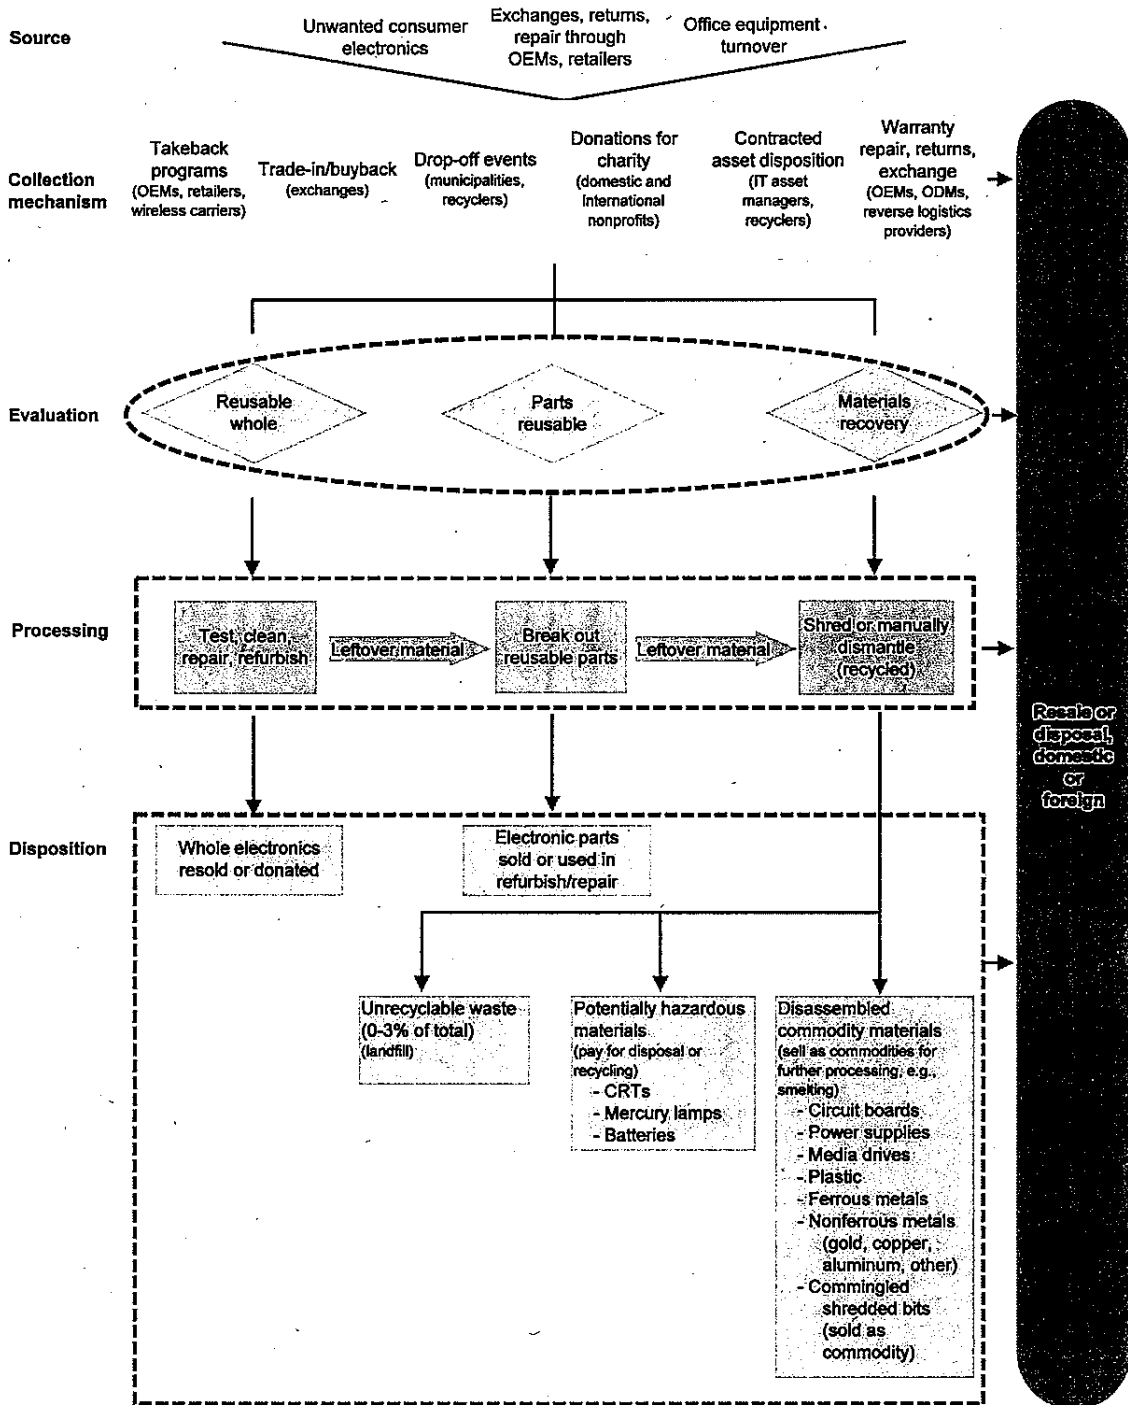 Source
Unwanted consumer
electronics
Exchanges, returns,
repair through
OEMs, retailers
Office equipment
turnover
Collection
mechanism
Takeback
programs
(OEMs, retailers,
wireless carriers)
Trade-in/buyback
(exchanges)
Drop-off events
(municipalities,
recyclers)
Donations for
charity
(domestic and
international
nonprofits)
Contracted
asset disposition
(IT asset
managers,
recyclers)
Warranty
repair, returns,
exchange
(OEMs, ODMs,
reverse logistics
providers)
Evaluation
Reusable
whole
Parts
reusable
Materials
recovery
Processing
Test, clean,
repair, refurbish
Leftover material
Break out
reusable parts
Leftover material
Shred or manually
dismantle
(recycled)
Resale or
disposal,
domestic
or
foreign
Disposition
Whole electronics
resold or donated
Electronic parts
sold or used in
refurbish/repair
Unrecyclable waste
(0-3% of total)
(landfill)
Potentially hazardous
materials
(pay for disposal or
recycling)
- CRTs
- Mercury lamps
- Batteries
Disassembled
commodity materials
(sell as commodities for
further processing, e.g.,
smelting)
- Circuit boards
- Power supplies
- Media drives
- Plastic
- Ferrous metals
- Nonferrous metals
(gold, copper,
aluminum, other)
- Commingled
shredded bits
(sold as
commodity)